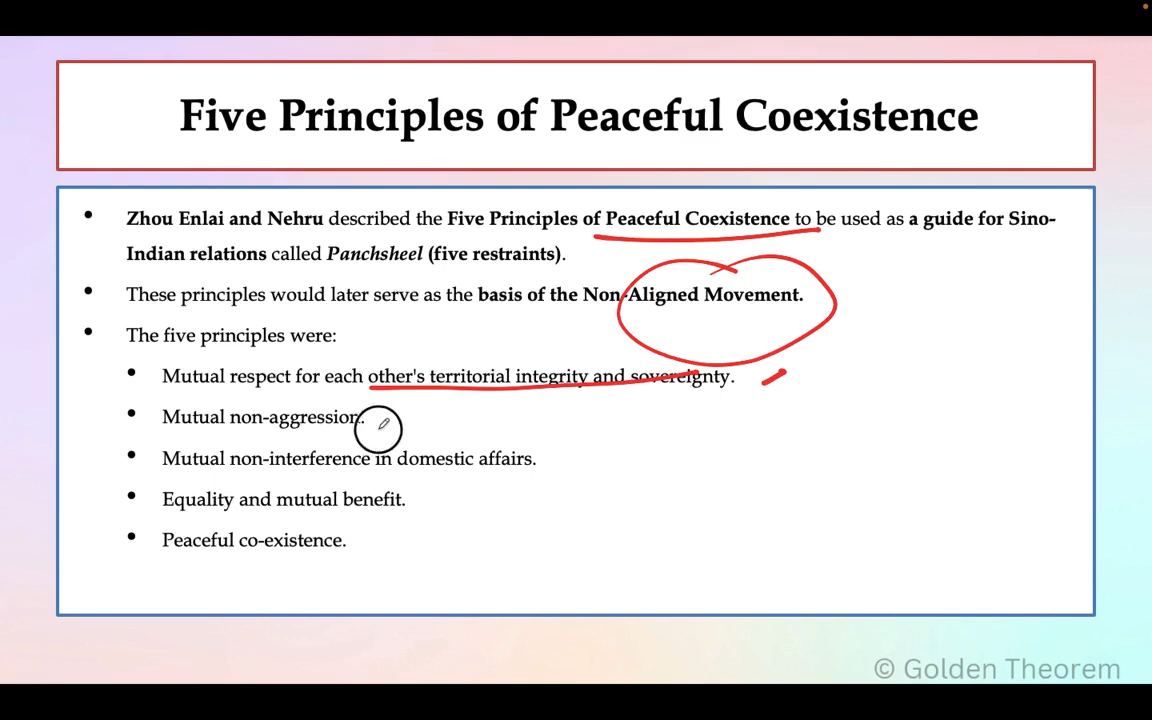 Five Principles of Peaceful Coexistence
• Zhou Enlai and Nehru described the Five Principles of Peaceful Coexistence to be used as a guide for Sino-
Indian relations called Panchsheel (five restraints).
• These principles would later serve as the basis of the Non-Aligned Movement.
• The five principles were:
• Mutual respect for each other's territorial integrity and sovereignty.
• Mutual non-aggression.
• Mutual non-interference in domestic affairs.
• Equality and mutual benefit.
• Peaceful co-existence.
© Golden Theorem